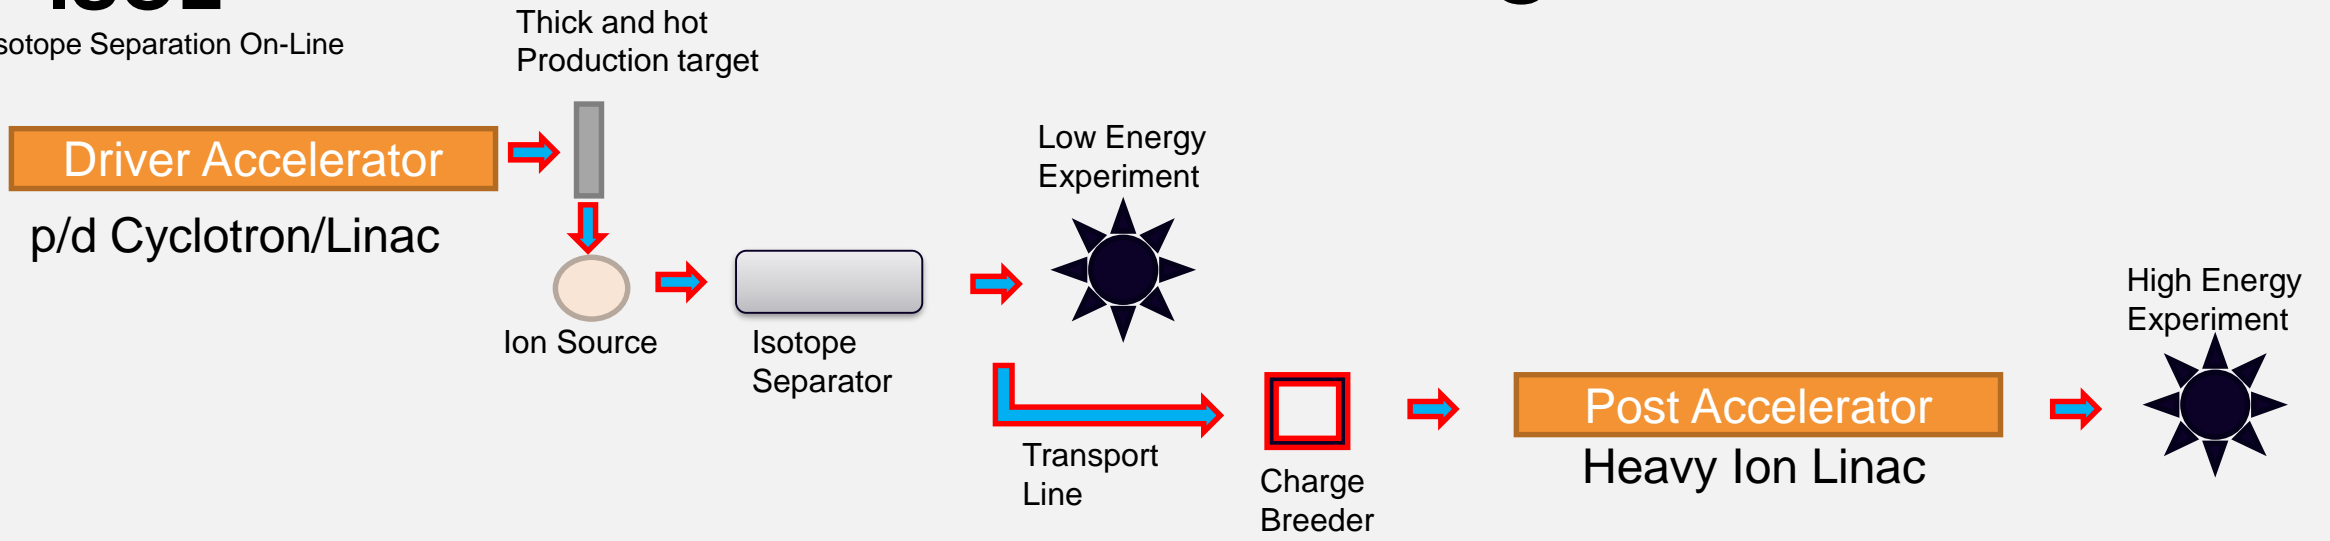 Isotope Separation On-Line
Thick and hot
Production target
Driver Accelerator
p/d Cyclotron/Linac
Ion Source
Isotope
Separator
Low Energy
Experiment
Transport
Line
Charge
Breeder
Post Accelerator
Heavy Ion Linac
High Energy
Experiment